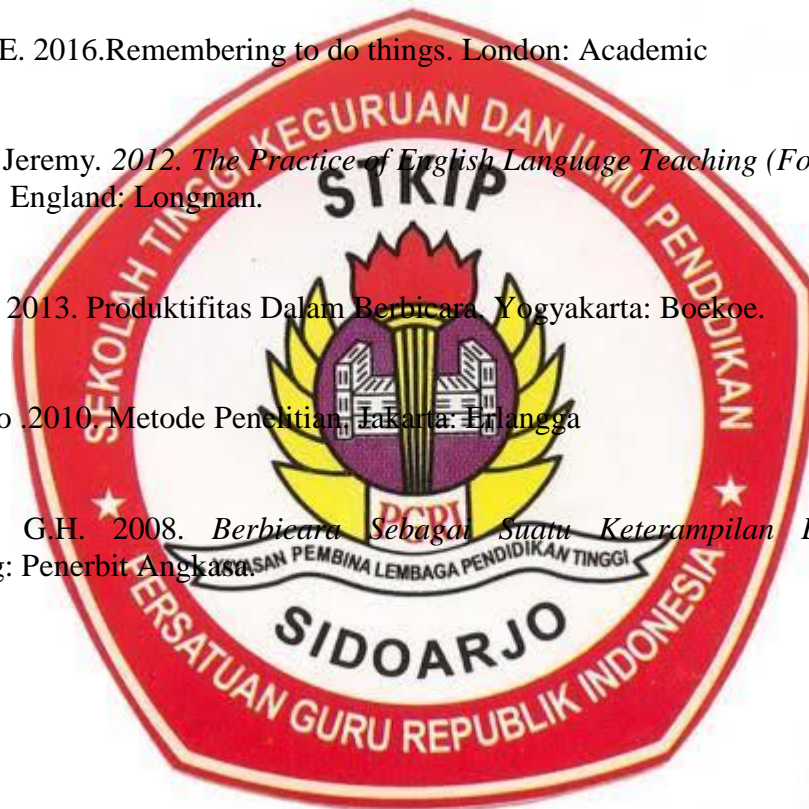 E. 2016.Remembering to do things. London: Academic
Jeremy. 2012. The Practice of English Language Teaching (Fo
England: Longman.
2013. Produktifitas Dalam Berbicara. Yogyakarta: Boekoe.
o .2010. Metode Penelitian. Jakarta: Erlangga
G.H. 2008. Berbicara Sebagai Suatu Keterampilan
g: Penerbit Angkasa.
SEKOLAH TINGGI KEGURUAN DAN ILMU PENDIDIKAN
STKIP
PGRI
YAYASAN PEMBINA LEMBAGA PENDIDIKAN TINGGI
SIDOARJO
PERSATUAN GURU REPUBLIK INDONESIA